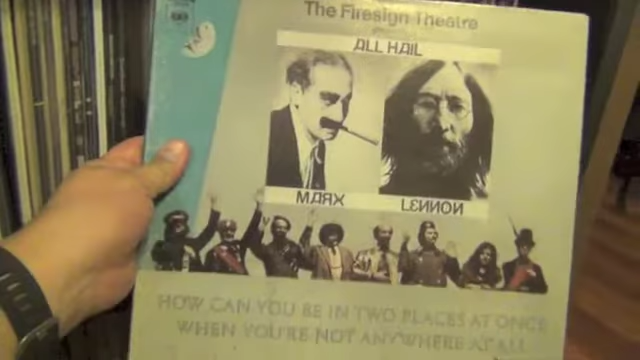 The Firesign Theatre
ALL HAIL
MARX
LENNON
HOW CAN YOU BE IN TWO PLACES AT ONCE
WHEN YOU'RE NOT ANYWHERE AT ALL